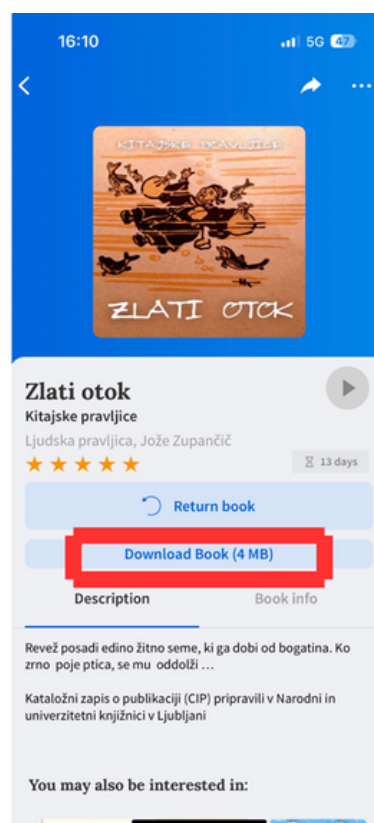 16:10
5G 47
KITAJSKE PRAVLJICE
ZLATI OTOK
Zlati otok
Kitajske pravljice
Ljudska pravljica, Jože Zupančič
13 days
Return book
Download Book (4 MB)
Description Book info
Revež posadi edino žitno seme, ki ga dobi od bogatina. Ko
zrno poje ptica, se mu oddolži ...
Kataložni zapis o publikaciji (CIP) pripravili v Narodni in
univerzitetni knjižnici v Ljubljani
You may also be interested in: